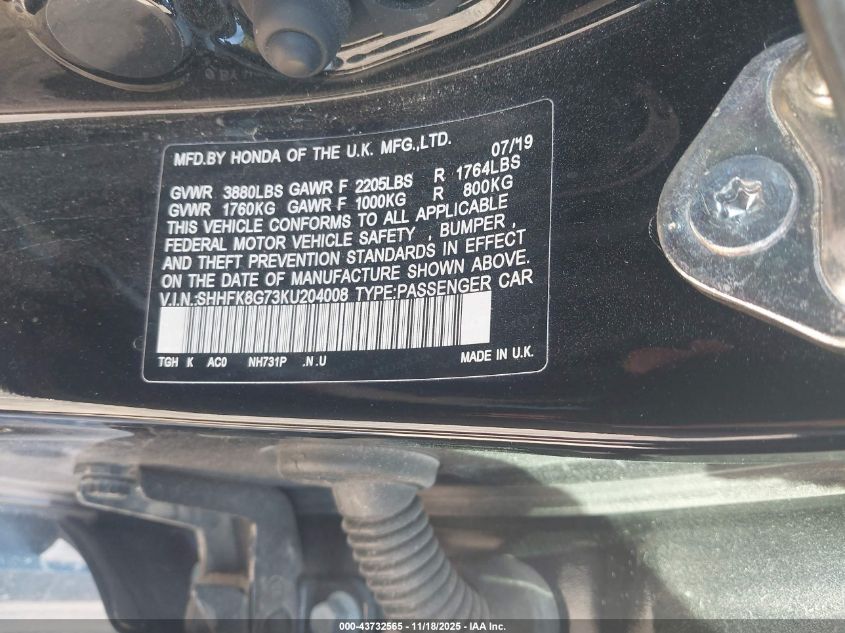 MFD.BY HONDA OF THE U.K. MFG.,LTD. 07/19
GVWR 3880LBS GAWR F 2205LBS R 1764LBS
GVWR 1760KG GAWR F 1000KG R 800KG
THIS VEHICLE CONFORMS TO ALL APPLICABLE
FEDERAL MOTOR VEHICLE SAFETY , BUMPER ,
AND THEFT PREVENTION STANDARDS IN EFFECT
ON THE DATE OF MANUFACTURE SHOWN ABOVE.
V.I.N.:SHHFK8G73KU204008 TYPE:PASSENGER CAR
TGH K AC0 NH731P .N.U MADE IN U.K.
000-43732565 | 11/18/2025 - IAA Inc.